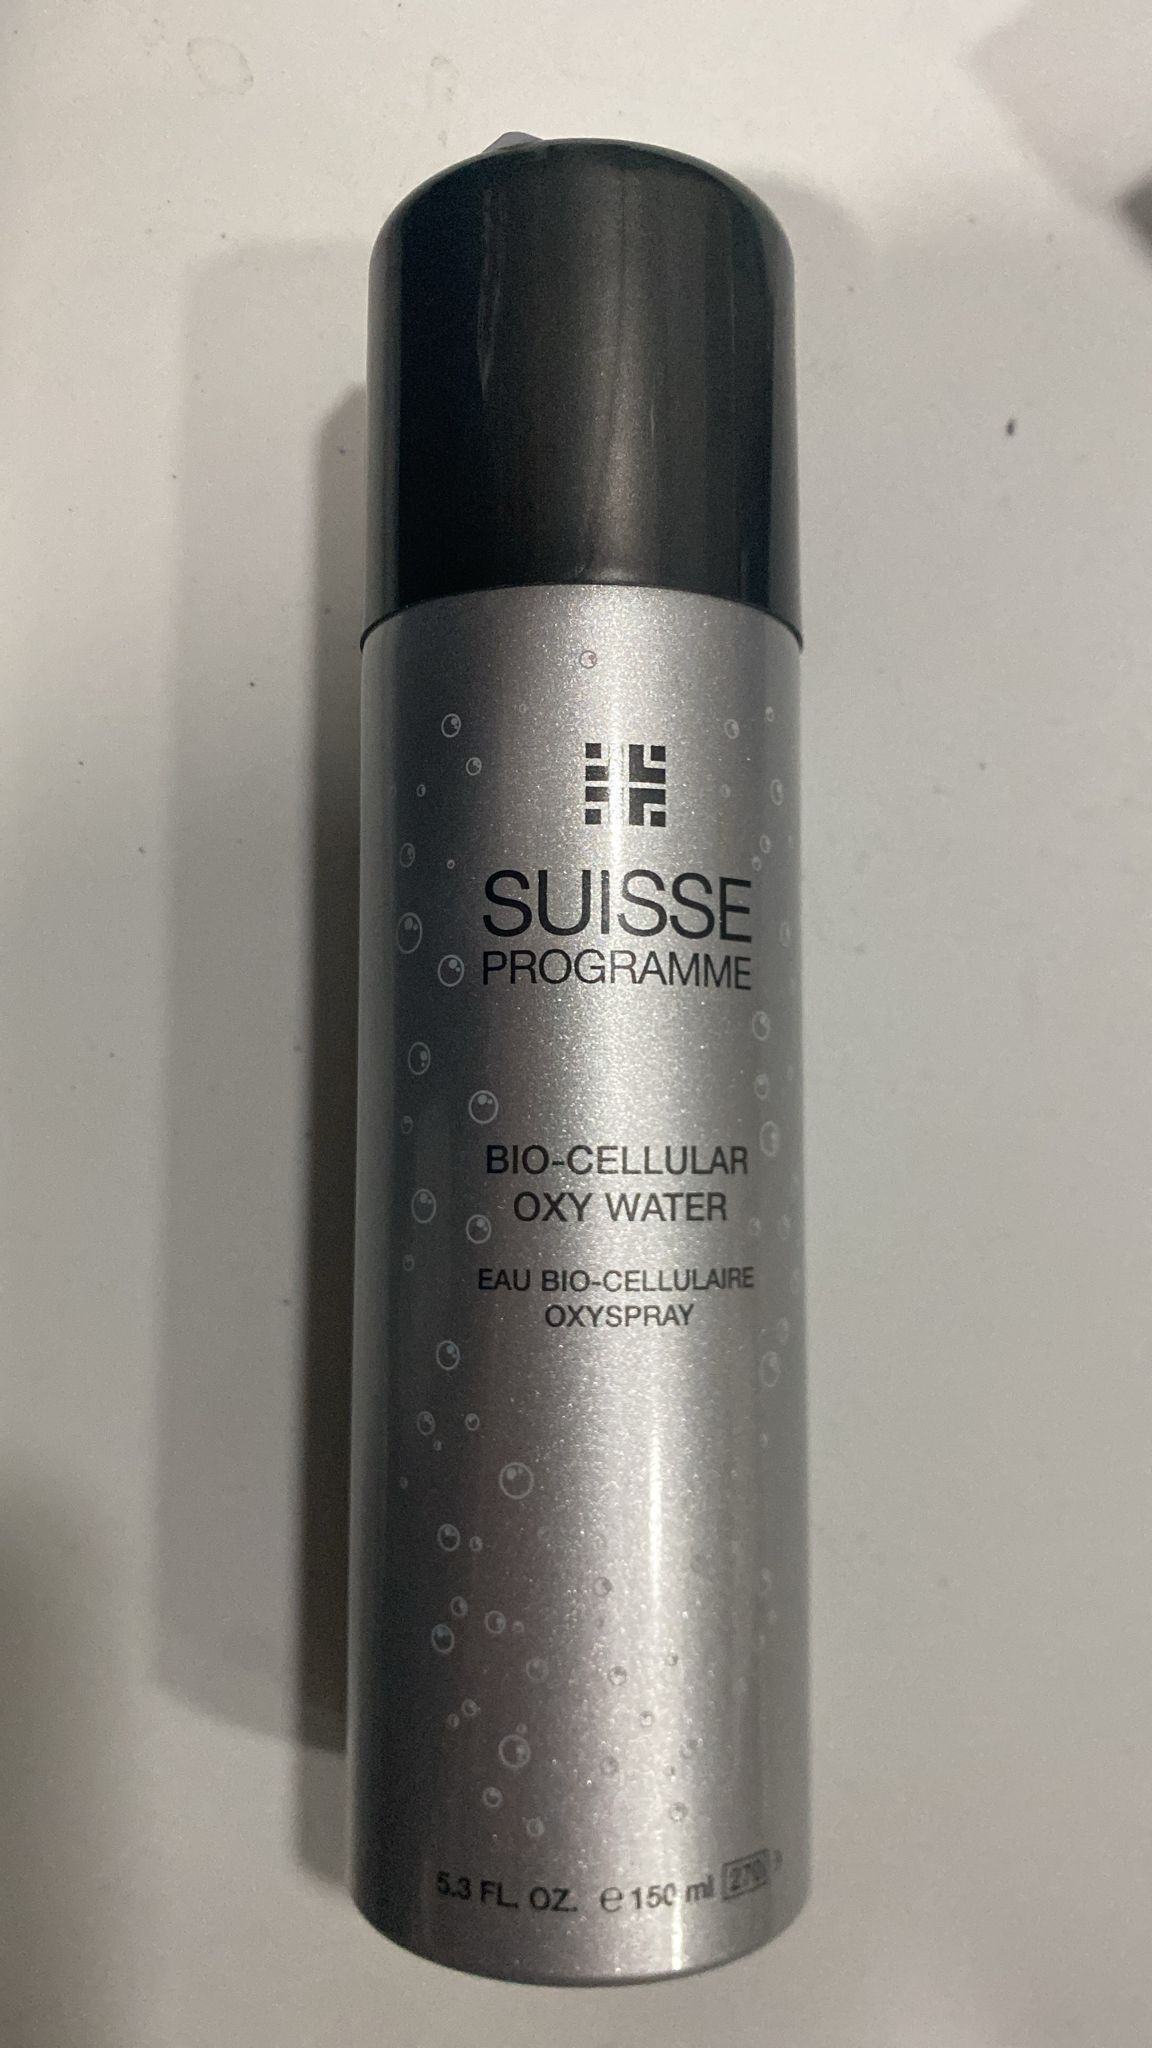 SUISSE
PROGRAMME
BIO-CELLULAR
OXY WATER
EAU BIO-CELLULAIRE
OXYSPRAY
5.3 FL. OZ. ℮ 150 ml